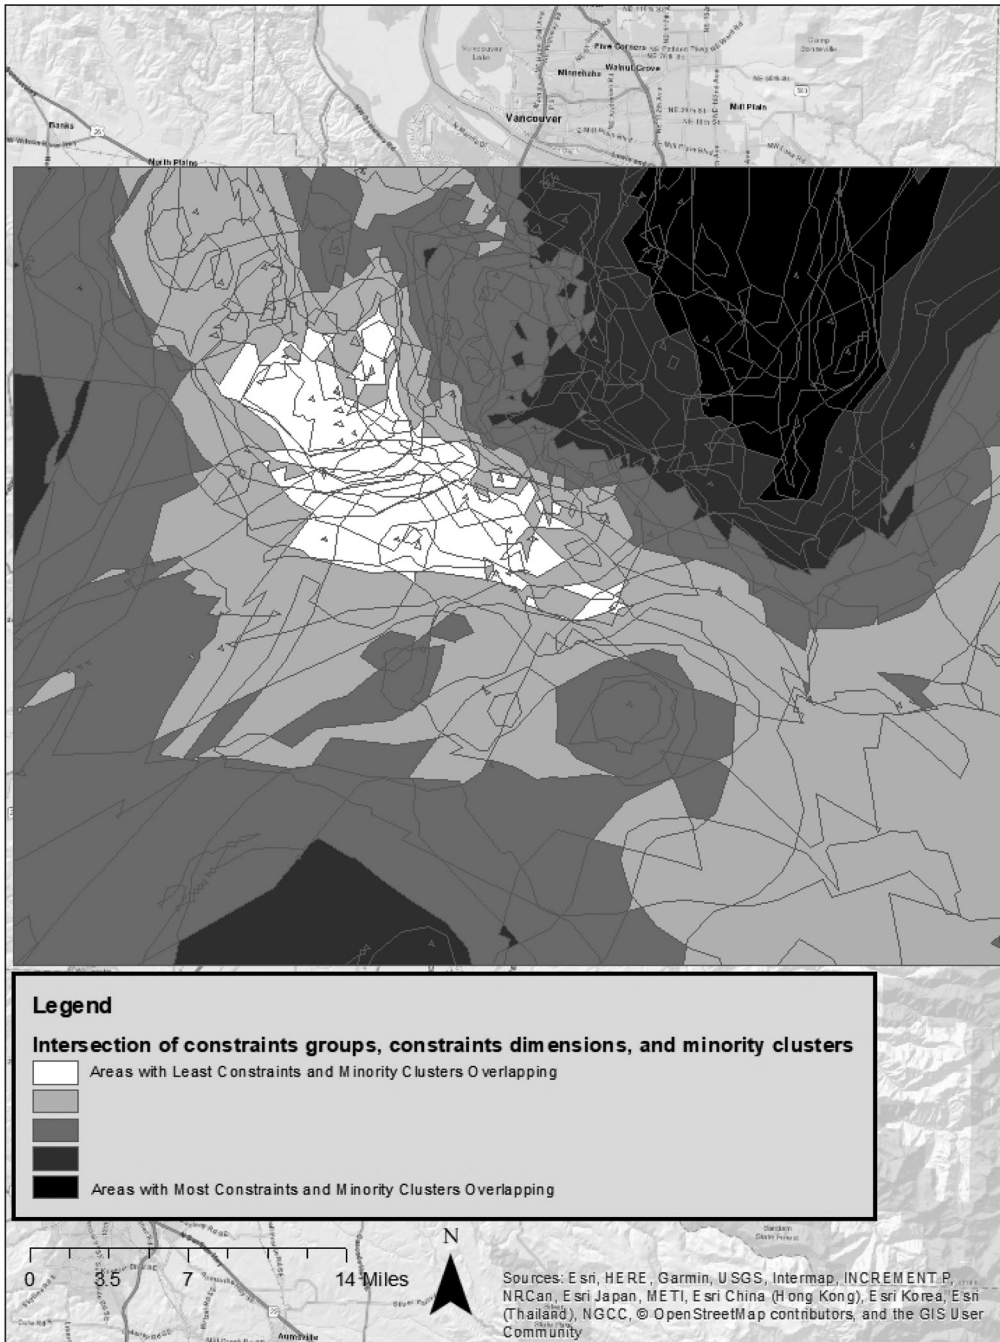 Five Corners
Vancouver
Lake
Walnut Grove
Minnehaha
Mill Plain
Vancouver
Banks
North Plains
Legend
Intersection of constraints groups, constraints dimensions, and minority clusters
Areas with Least Constraints and Minority Clusters Overlapping
Areas with Most Constraints and Minority Clusters Overlapping
N
0 3.5 7 14 Miles
Aumsville
Sources: Esri, HERE, Garmin, USGS, Intermap, INCREMENT P,
NRCan, Esri Japan, METI, Esri China (Hong Kong), Esri Korea, Esri
(Thailand), NGCC, © OpenStreetMap contributors, and the GIS User
Community